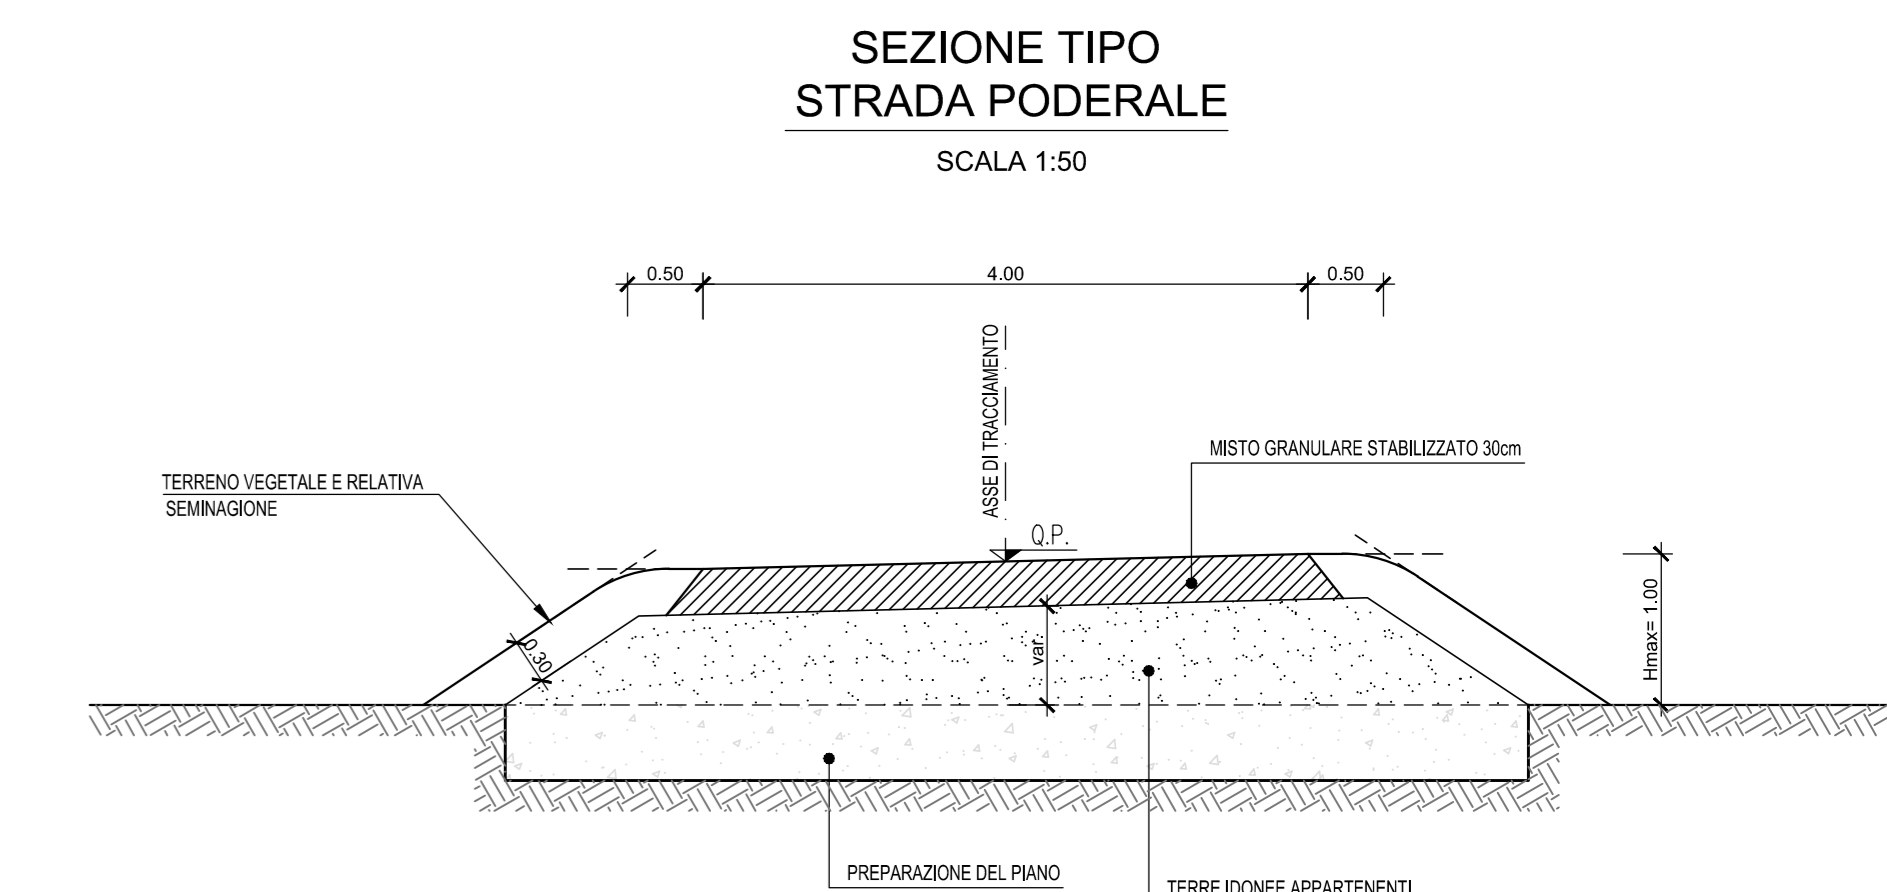 SEZIONE TIPO
STRADA PODERALE
SCALA 1:50
0.50
4.00
0.50
ASSE DI TRACCIAMENTO
MISTO GRANULARE STABILIZZATO 30cm
TERRENO VEGETALE E RELATIVA
SEMINAGIONE
Q.P.
Hmax= 1.00
0.30
var
PREPARAZIONE DEL PIANO
TERRE IDONEE APPARTENENTI